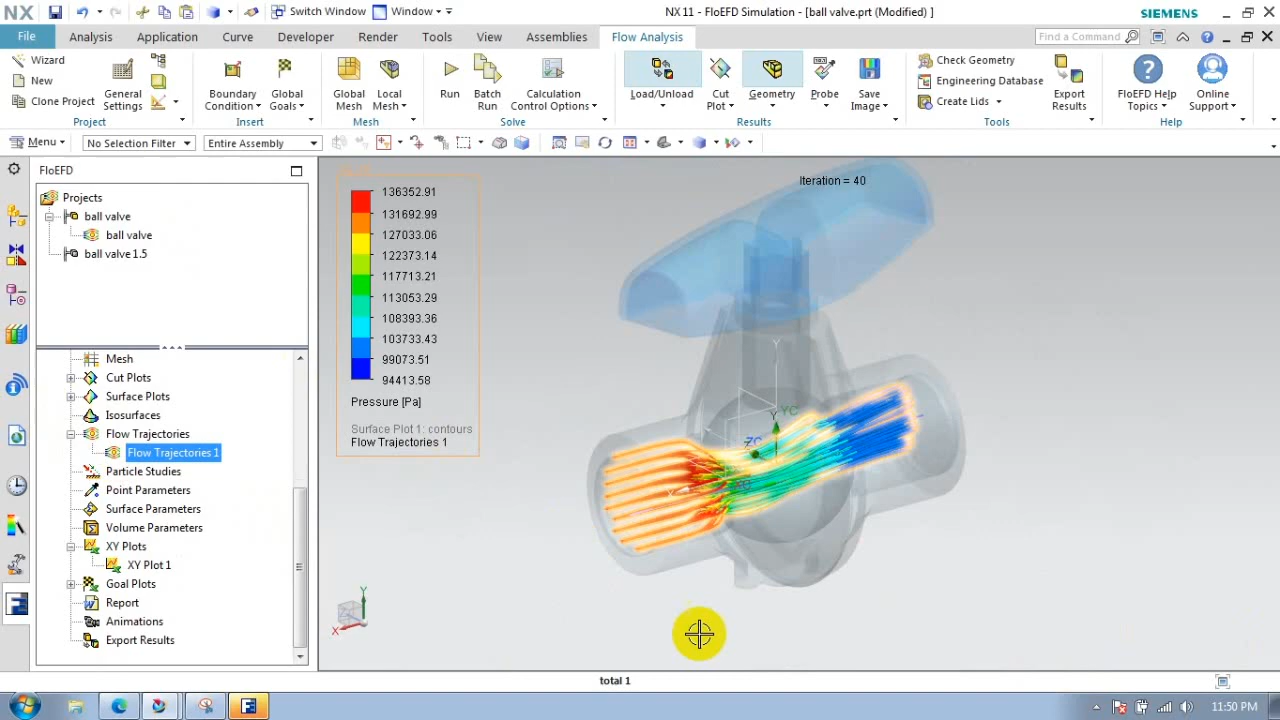 NX Switch Window Window NX 11 - FloEFD Simulation - [ball valve.prt (Modified) ] SIEMENS
File Analysis Application Curve Developer Render Tools View Assemblies Flow Analysis Find a Command
Wizard
New
Clone Project
General Settings
Project
Boundary Condition
Global Goals
Insert
Global Mesh
Local Mesh
Mesh
Run
Batch Run
Calculation Control Options
Solve
Load/Unload
Cut Plot
Geometry
Probe
Save Image
Results
Check Geometry
Engineering Database
Create Lids
Export Results
Tools
FloEFD Help Topics
Online Support
Help
Menu No Selection Filter Entire Assembly
FloEFD
Projects
ball valve
ball valve
ball valve 1.5
Mesh
Cut Plots
Surface Plots
Isosurfaces
Flow Trajectories
Flow Trajectories 1
Particle Studies
Point Parameters
Surface Parameters
Volume Parameters
XY Plots
XY Plot 1
Goal Plots
Report
Animations
Export Results
Iteration = 40
136352.91
131692.99
127033.06
122373.14
117713.21
113053.29
108393.36
103733.43
99073.51
94413.58
Pressure [Pa]
Surface Plot 1: contours
Flow Trajectories 1
Y
Y YC
ZC
X
Y
X
total 1
11:50 PM